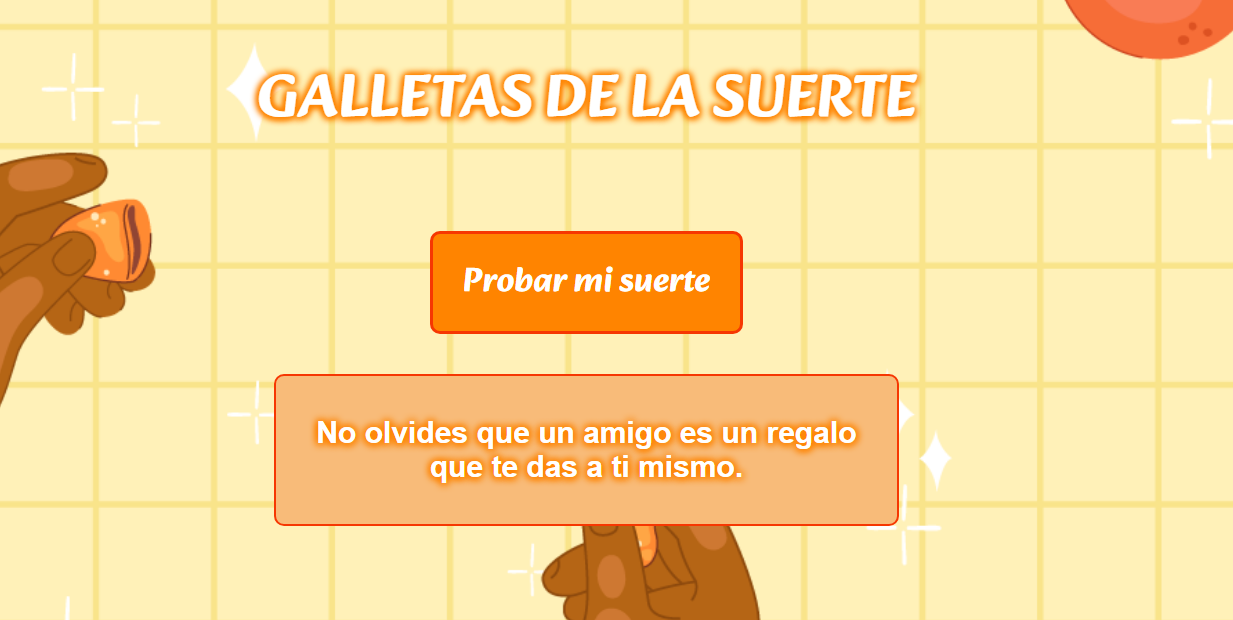 GALLETAS DE LA SUERTE
Probar mi suerte
No olvides que un amigo es un regalo
que te das a ti mismo.